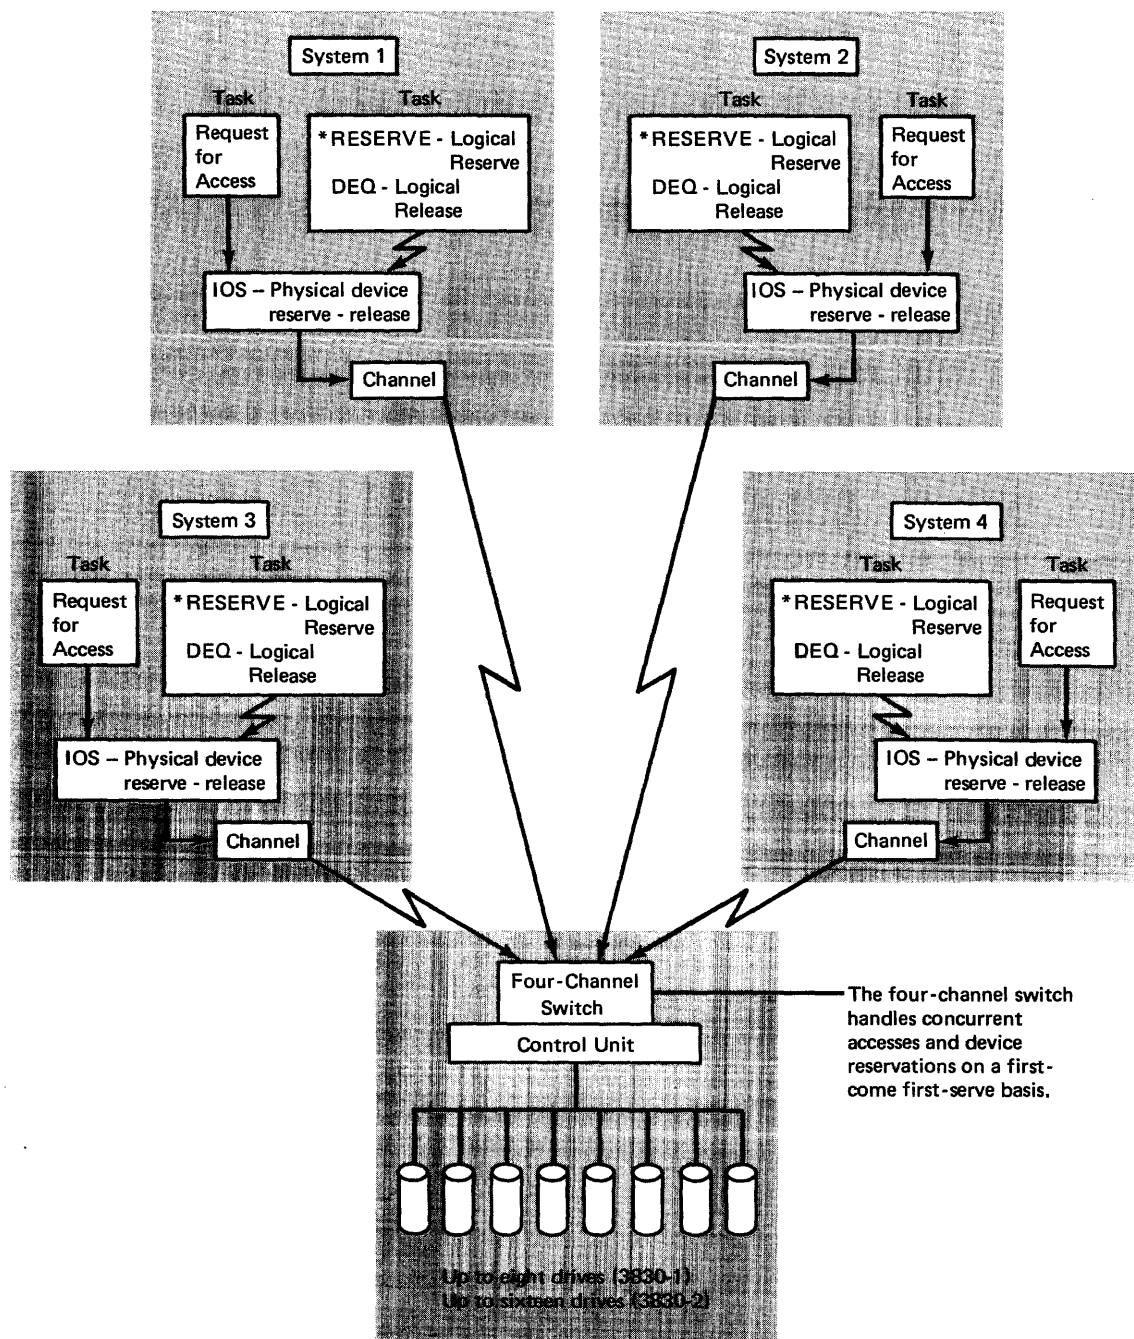 System 1
Task
Task
Request
for
Access
*RESERVE - Logical
Reserve
DEQ - Logical
Release
IOS – Physical device
reserve - release
Channel
System 2
Task
Task
*RESERVE - Logical
Reserve
DEQ - Logical
Release
Request
for
Access
IOS – Physical device
reserve - release
Channel
System 3
Task
Task
Request
for
Access
*RESERVE - Logical
Reserve
DEQ - Logical
Release
IOS – Physical device
reserve - release
Channel
System 4
Task
Task
*RESERVE - Logical
Reserve
DEQ - Logical
Release
Request
for
Access
IOS – Physical device
reserve - release
Channel
Four-Channel
Switch
Control Unit
The four-channel switch
handles concurrent
accesses and device
reservations on a first-
come first-serve basis.
Up to eight drives (3830-1)
Up to sixteen drives (3830-2)